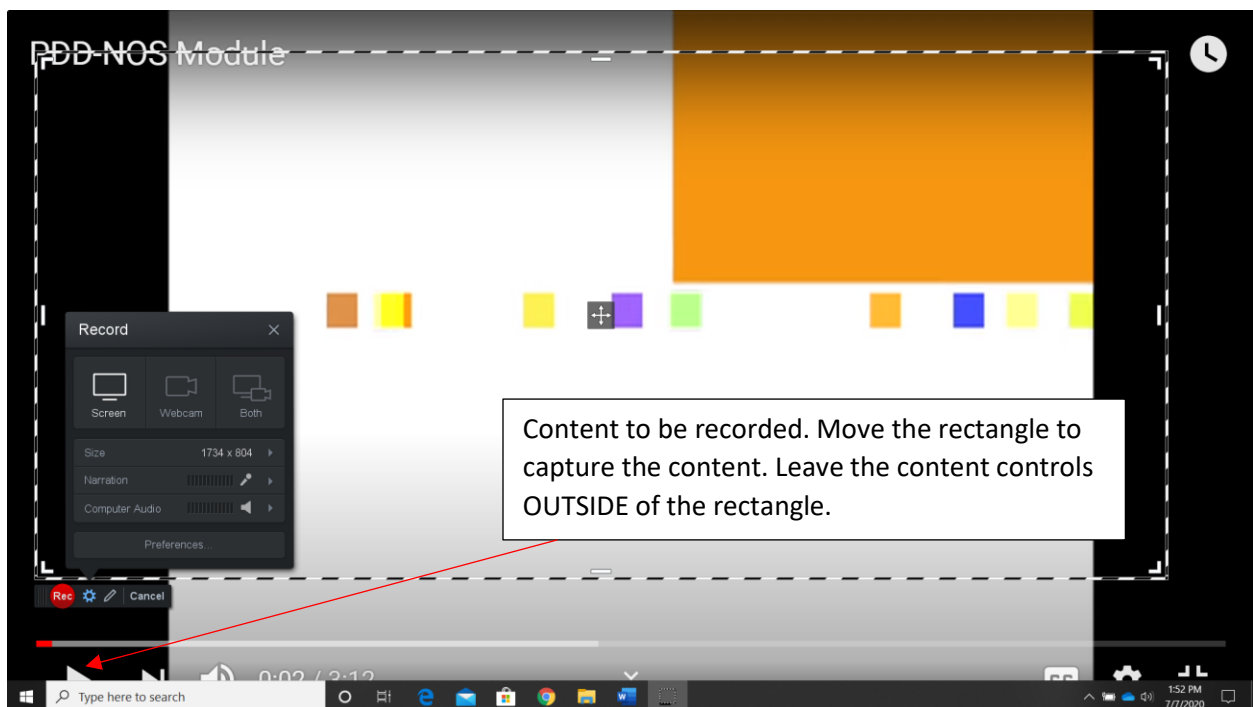 PDD-NOS Module
Record
Screen Webcam Both
Size 1734 x 804
Narration
Computer Audio
Preferences...
Content to be recorded. Move the rectangle to
capture the content. Leave the content controls
OUTSIDE of the rectangle.
Rec Cancel
0:02 / 3:12
Type here to search
1:52 PM
7/7/2020